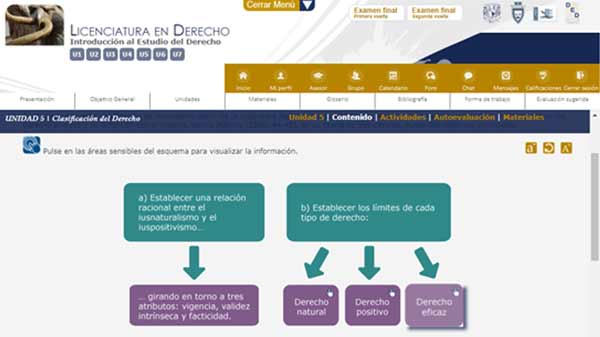 Cerrar Menú
Examen final
Primera vuelta
Examen final
Segunda vuelta
LICENCIATURA EN DERECHO
Introducción al Estudio del Derecho
U1 U2 U3 U4 U5 U6 U7
Inicio Mi perfil Asesor Grupo Calendario Foro Chat Mensajes Calificaciones Cerrar sesión
Presentación Objetivo General Unidades Materiales Glosario Bibliografía Forma de trabajo Evaluación sugerida
UNIDAD 5 | Clasificación del Derecho
Unidad 5 | Contenido | Actividades | Autoevaluación | Materiales
Pulse en las áreas sensibles del esquema para visualizar la información.
a) Establecer una relación
racional entre el
iusnaturalismo y el
iuspositivismo...
b) Establecer los límites de cada
tipo de derecho:
... girando en torno a tres
atributos: vigencia, validez
intrínseca y facticidad.
Derecho
natural
Derecho
positivo
Derecho
eficaz